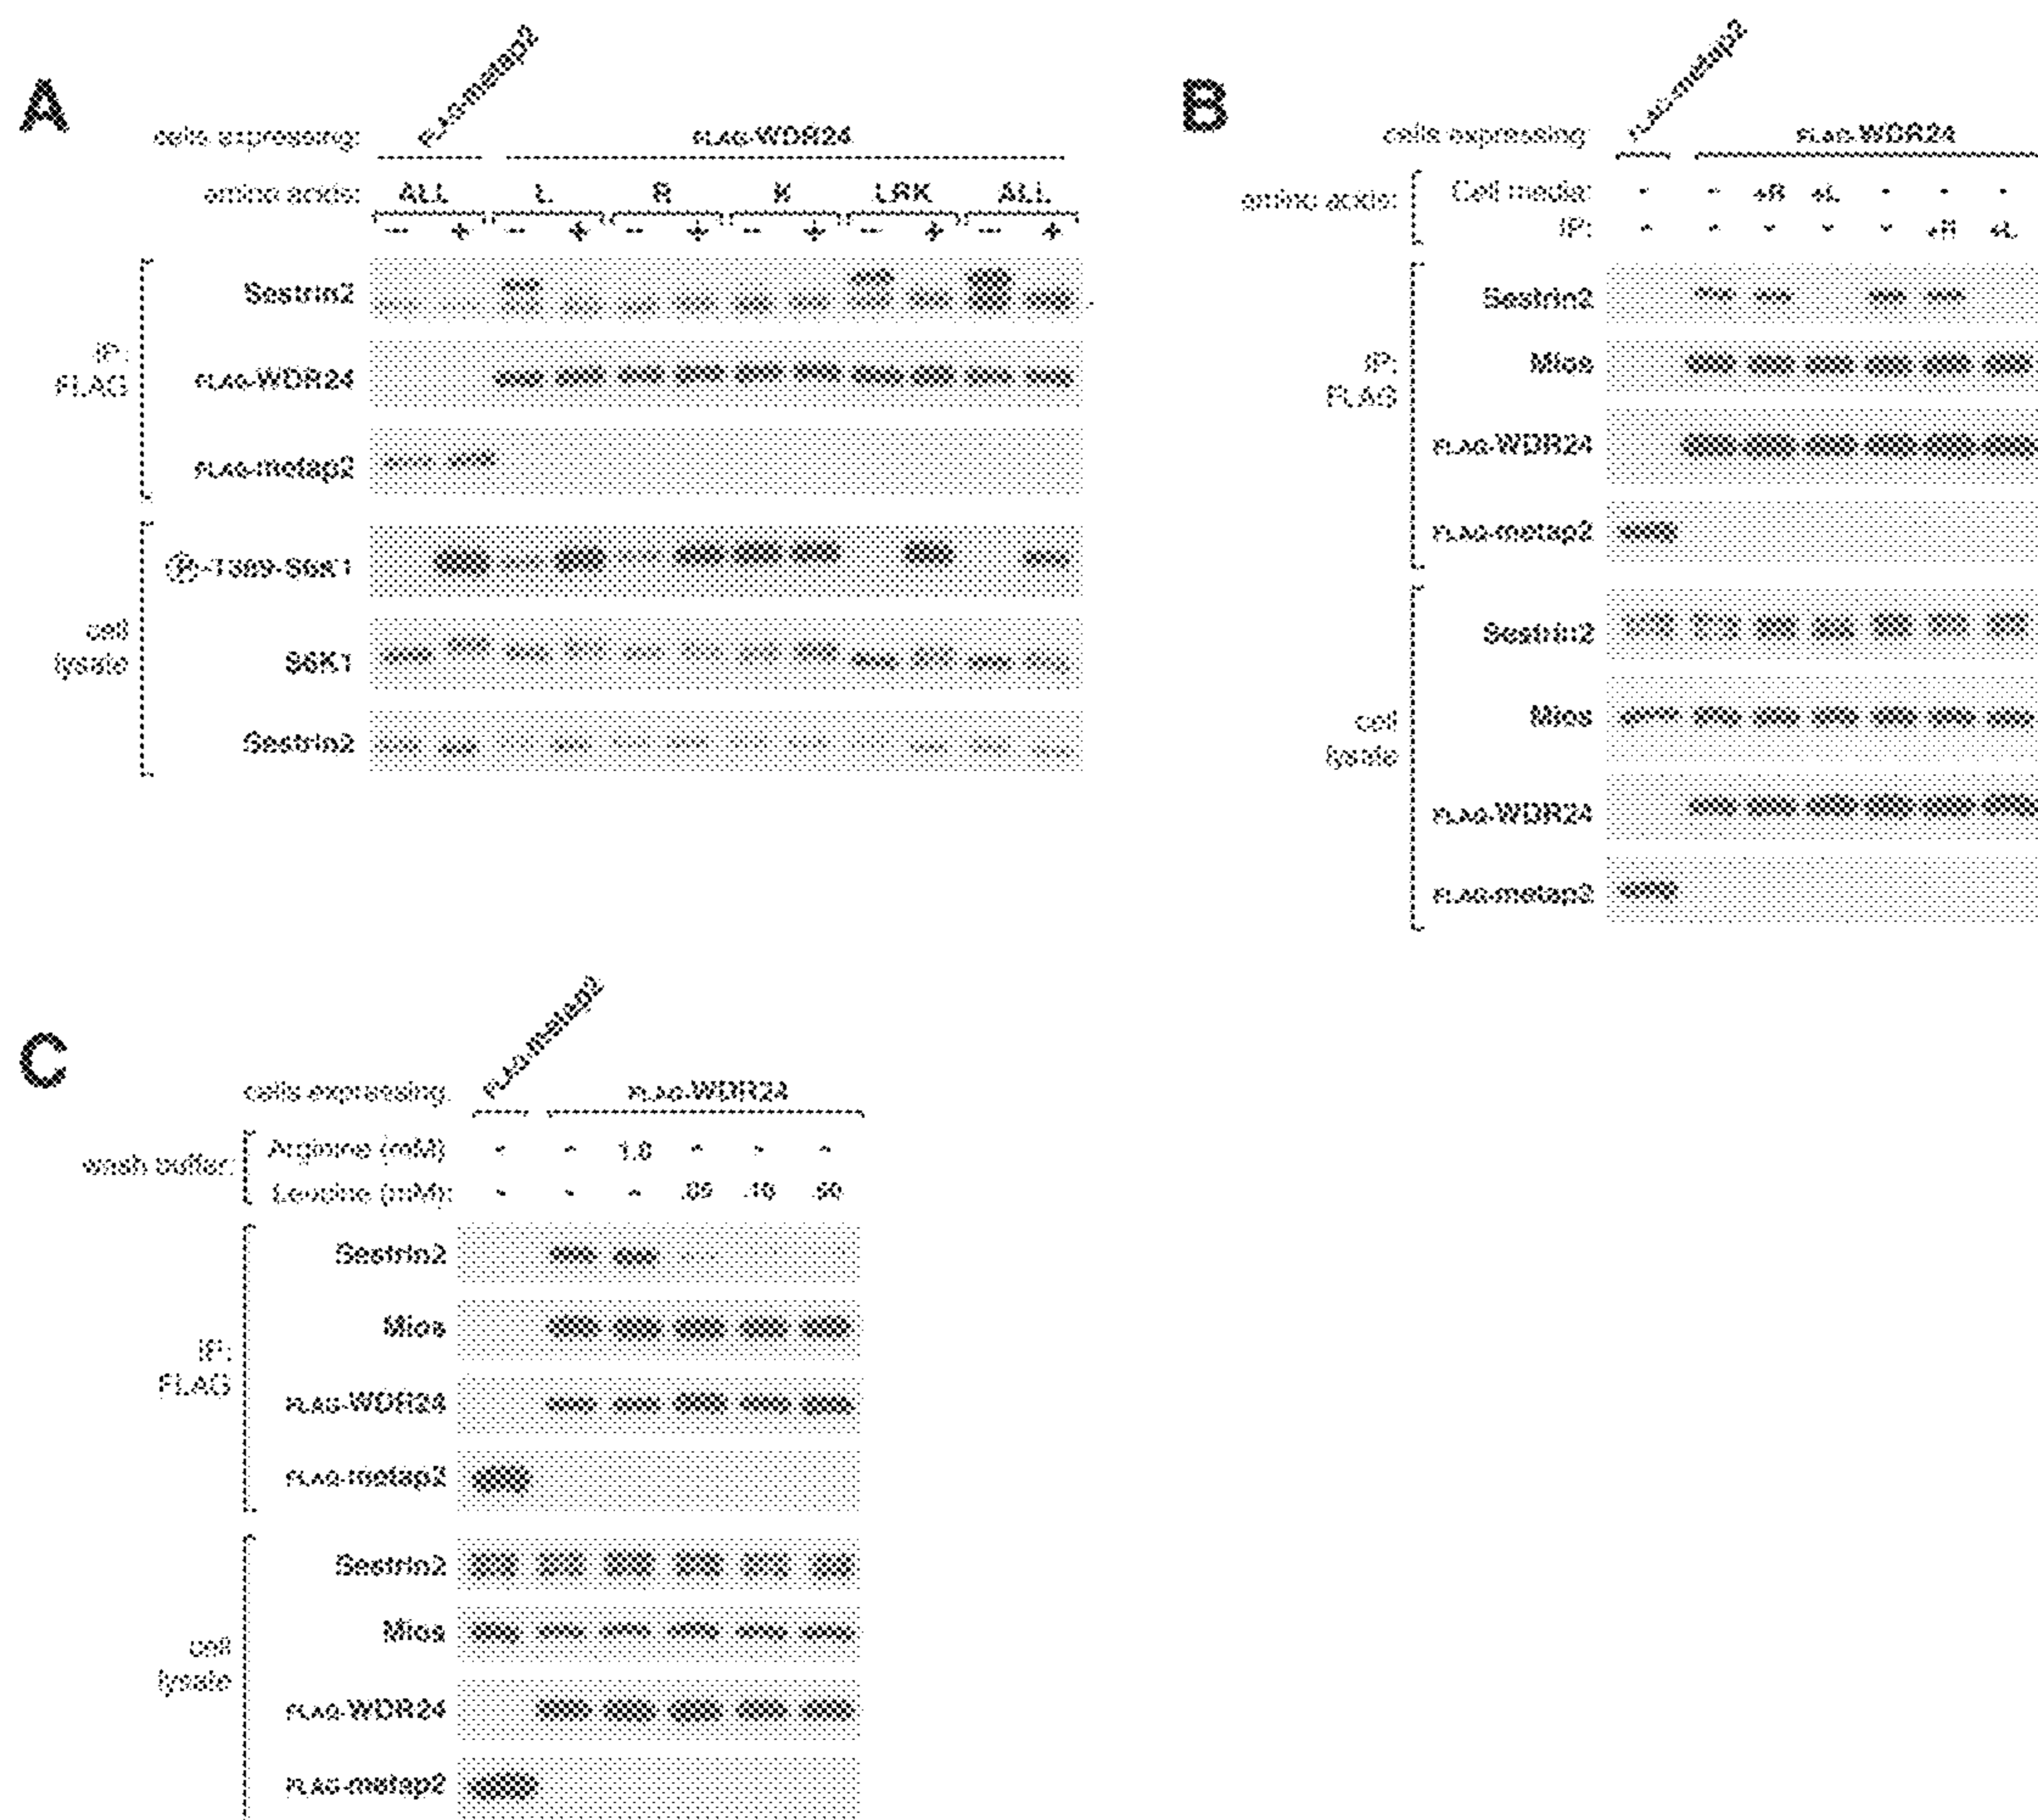 A
FLAG-metap2
cells expressing:
FLAG-WDR24
amino acids:
ALL L R K LRK ALL
- + - + - + - + - + - +
Sestrin2
IP:
FLAG
FLAG-WDR24
FLAG-metap2
Ⓟ-T389-S6K1
cell
lysate
S6K1
Sestrin2
B
FLAG-metap2
cells expressing:
FLAG-WDR24
amino acids:
Cell media: - - +R +L - - -
IP: - - - - - +R +L
Sestrin2
IP:
FLAG
Mios
FLAG-WDR24
FLAG-metap2
Sestrin2
cell
lysate
Mios
FLAG-WDR24
FLAG-metap2
C
FLAG-metap2
cells expressing:
FLAG-WDR24
wash buffer:
Arginine (mM): - - 1.0 - - -
Leucine (mM): - - -
Sestrin2
IP:
FLAG
Mios
FLAG-WDR24
FLAG-metap2
Sestrin2
cell
lysate
Mios
FLAG-WDR24
FLAG-metap2